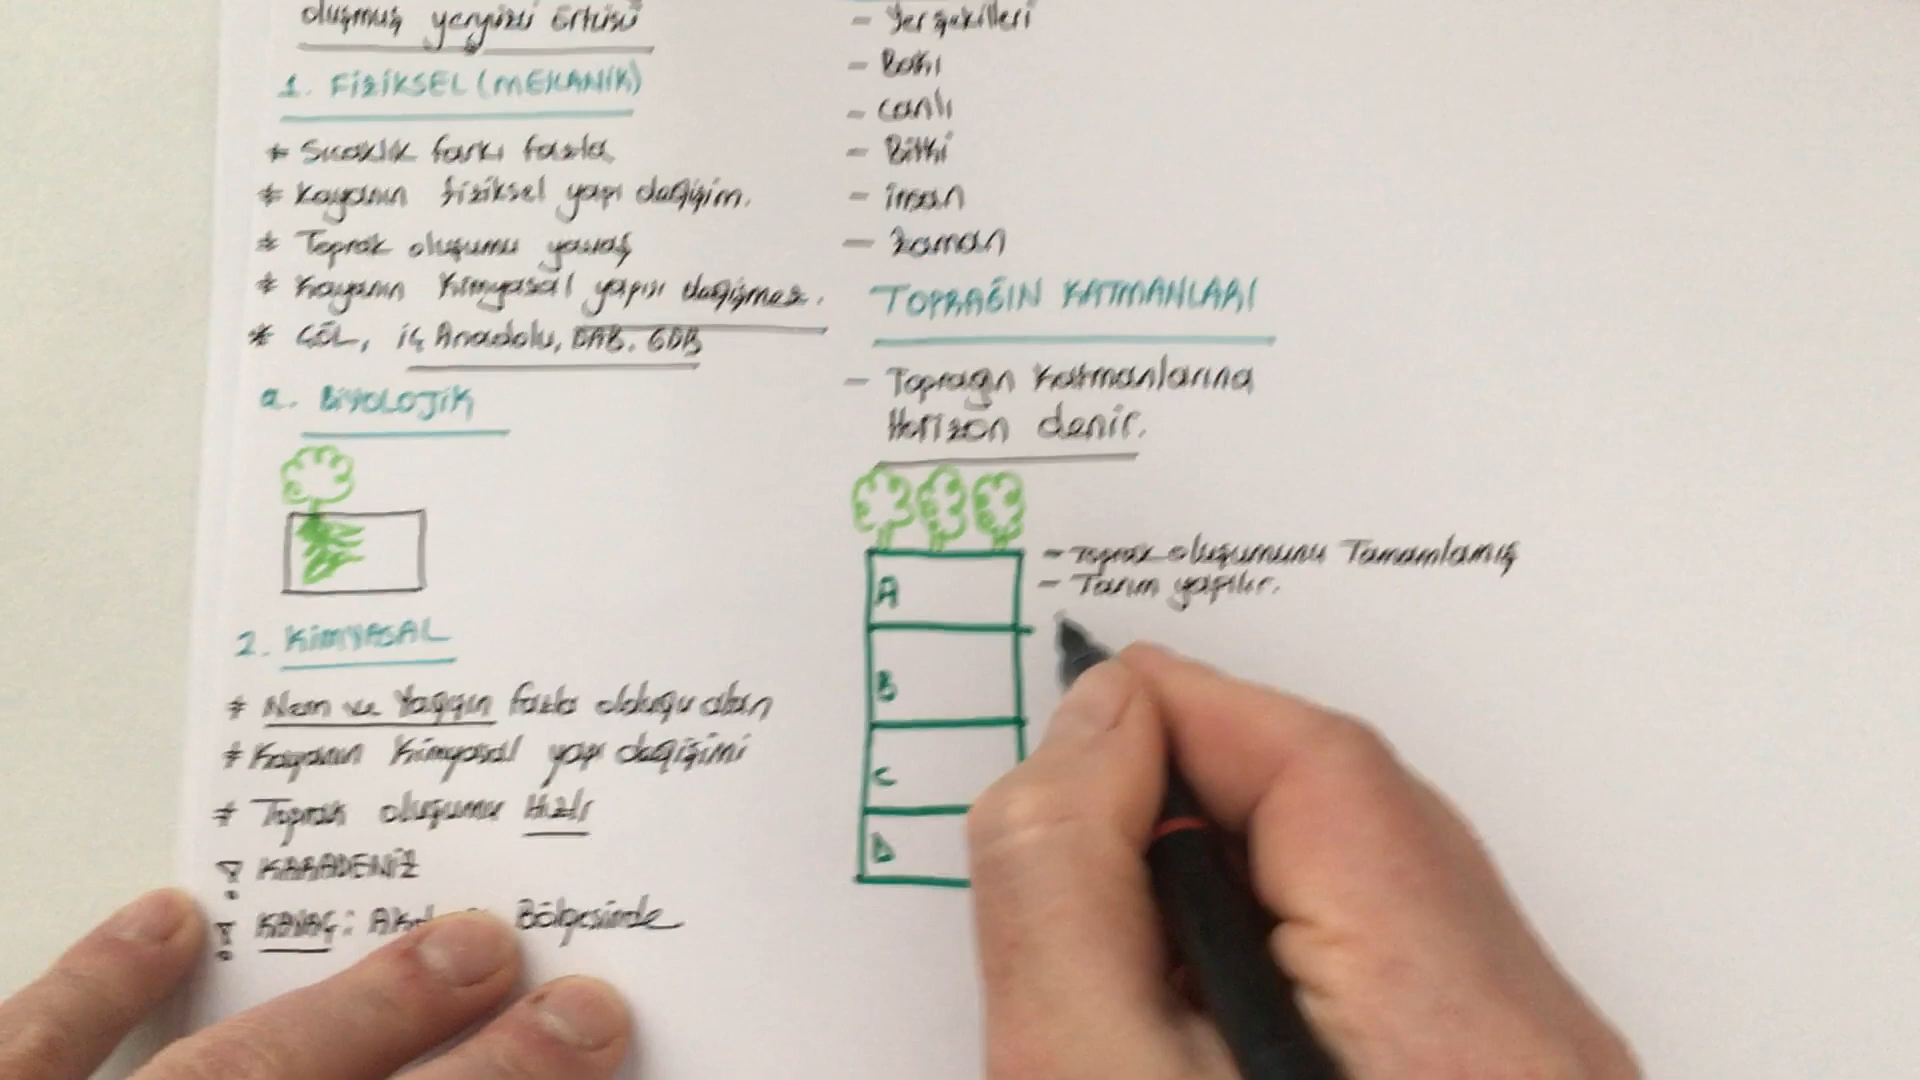 oluşmuş yeryüzü örtüsü
1. FİZİKSEL (MEKANİK)
* Sıcaklık farkı fazla
* Kayanın fiziksel yapı değişim.
* Toprak oluşumu yavaş
* Kayanın Kimyasal yapısı değişmez.
* ÇÖL, iç Anadolu, DAB. GDB
a. BİYOLOJİK
2. KİMYASAL
* Nem ve Yağışın fazla olduğu alan
* Kayanın Kimyasal yapı değişimi
* Toprak oluşumu Hızlı
! KARADENİZ
! Bölgesinde
- Yerşekilleri
- Bakı
- Canlı
- Bitki
- insan
- Zaman
TOPRAĞIN KATMANLARI
- Toprağın Katmanlarına
Horizon denir.
A
- Toprak oluşumunu Tamamlamış
- Tarım yapılır.
B
C
D